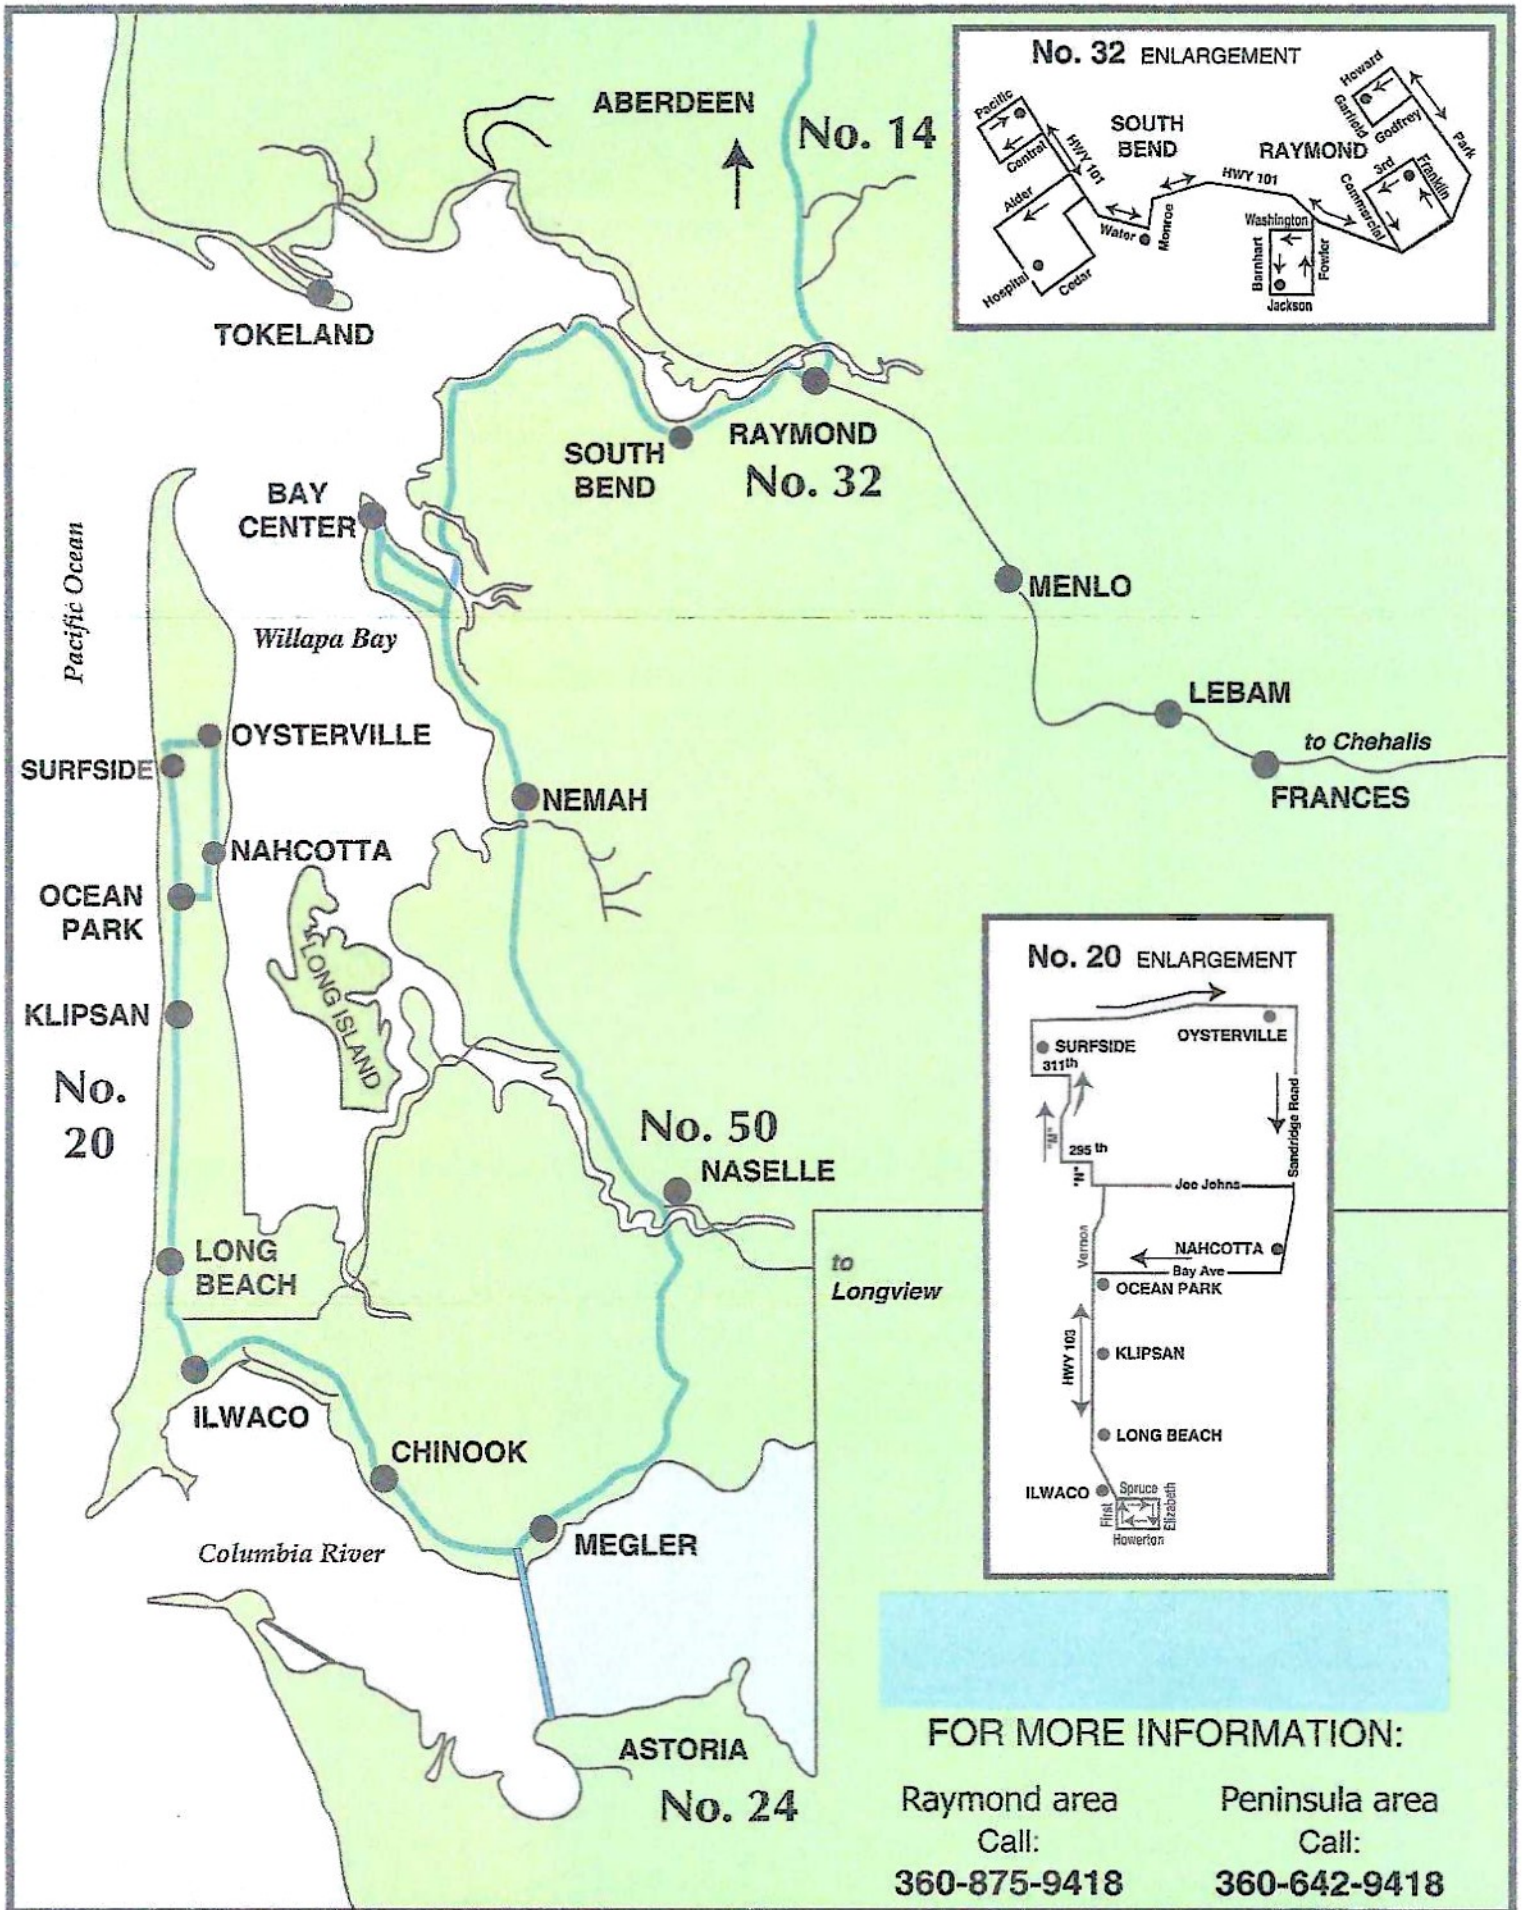 ABERDEEN
No. 14
TOKELAND
SOUTH
BEND
RAYMOND
No. 32
BAY
CENTER
Pacific Ocean
Willapa Bay
MENLO
LEBAM
to Chehalis
FRANCES
OYSTERVILLE
SURFSIDE
NEMAH
NAHCOTTA
OCEAN
PARK
LONG ISLAND
KLIPSAN
No.
20
No. 50
NASELLE
LONG
BEACH
to
Longview
ILWACO
CHINOOK
MEGLER
Columbia River
ASTORIA
No. 24
No. 32 ENLARGEMENT
Pacific
Central
HWY 101
SOUTH
BEND
Alder
Hospital
Cedar
Water
Monroe
HWY 101
RAYMOND
Howard
Garfield
Godfrey
Park
3rd
Franklin
Commercial
Washington
Barnhart
Fowler
Jackson
No. 20 ENLARGEMENT
OYSTERVILLE
SURFSIDE
311th
Sandridge Road
"W"
295th
"N"
Joe Johns
Vernon
NAHCOTTA
Bay Ave
OCEAN PARK
HWY 103
KLIPSAN
LONG BEACH
ILWACO
Spruce
First
Elizabeth
Howerton
FOR MORE INFORMATION:
Raymond area
Call:
360-875-9418
Peninsula area
Call:
360-642-9418